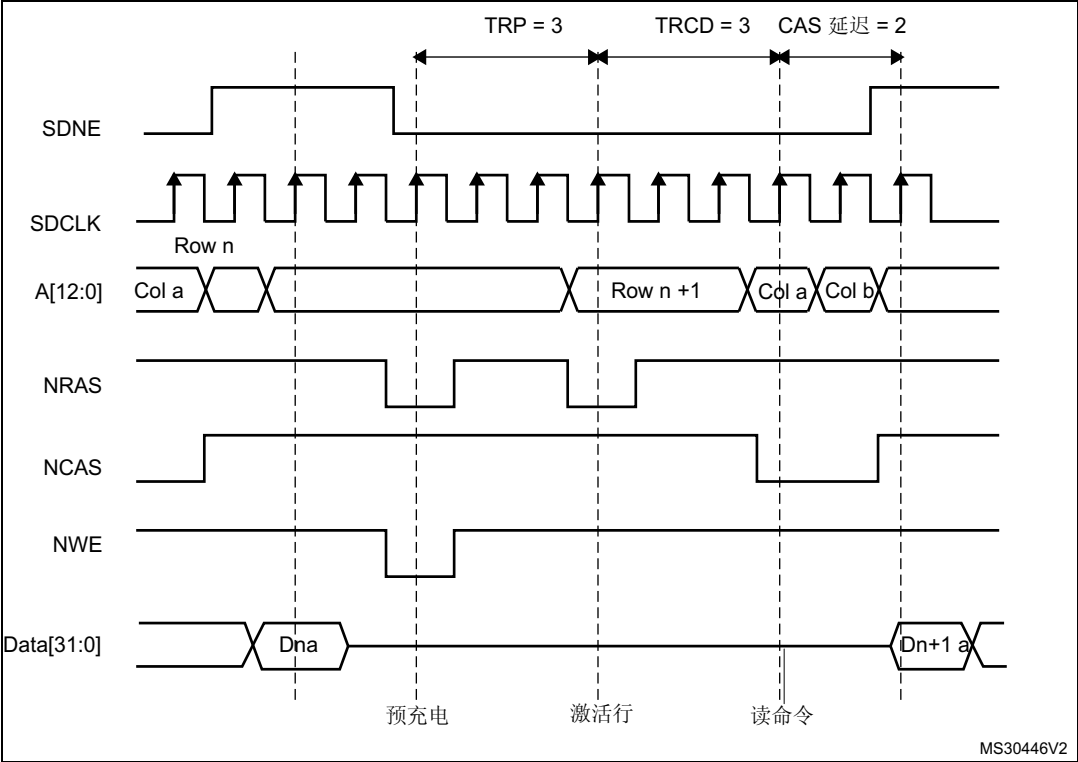 TRP = 3 TRCD = 3 CAS 延迟 = 2
SDNE
SDCLK
Row n
A[12:0] Col a Row n +1 Col a Col b
NRAS
NCAS
NWE
Data[31:0] Dna Dn+1 a
预充电 激活行 读命令
MS30446V2